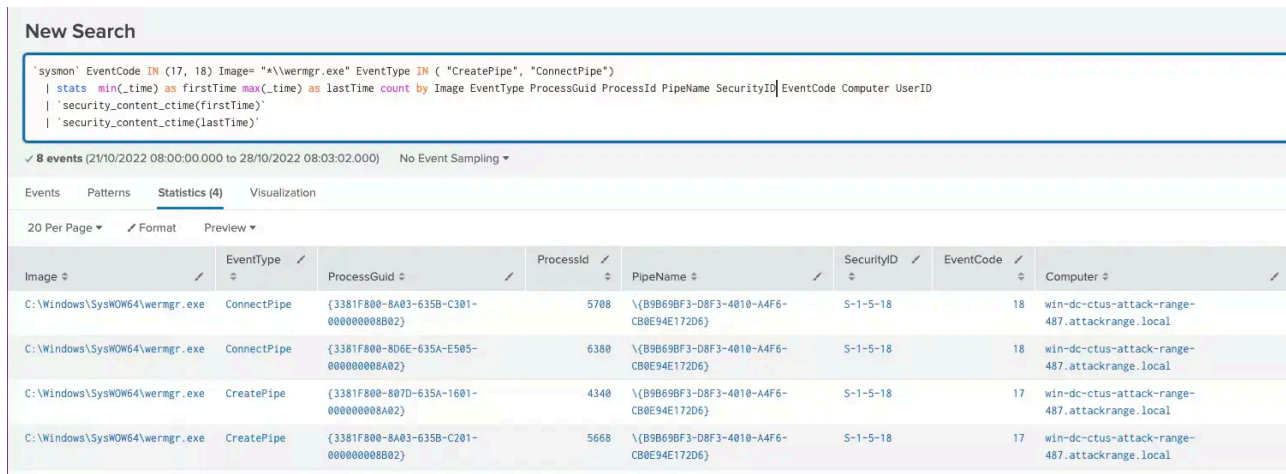 New Search
`sysmon` EventCode IN (17, 18) Image= "*\\wermgr.exe" EventType IN ( "CreatePipe", "ConnectPipe")
| stats min(_time) as firstTime max(_time) as lastTime count by Image EventType ProcessGuid ProcessId PipeName SecurityID EventCode Computer UserID
| `security_content_ctime(firstTime)`
| `security_content_ctime(lastTime)`
✓ 8 events (21/10/2022 08:00:00.000 to 28/10/2022 08:03:02.000) No Event Sampling ▾
Events Patterns Statistics (4) Visualization
20 Per Page ▾ Format Preview ▾
Image EventType ProcessGuid ProcessId PipeName SecurityID EventCode Computer
C:\Windows\SysWOW64\wermgr.exe ConnectPipe {3381F800-8A03-635B-C301- 5708 \{B9B69BF3-D8F3-4010-A4F6- S-1-5-18 18 win-dc-ctus-attack-range-
000000008B02} CB0E94E172D6} 487.attackrange.local
C:\Windows\SysWOW64\wermgr.exe ConnectPipe {3381F800-8D6E-635A-E505- 6380 \{B9B69BF3-D8F3-4010-A4F6- S-1-5-18 18 win-dc-ctus-attack-range-
000000008A02} CB0E94E172D6} 487.attackrange.local
C:\Windows\SysWOW64\wermgr.exe CreatePipe {3381F800-807D-635A-1601- 4340 \{B9B69BF3-D8F3-4010-A4F6- S-1-5-18 17 win-dc-ctus-attack-range-
000000008A02} CB0E94E172D6} 487.attackrange.local
C:\Windows\SysWOW64\wermgr.exe CreatePipe {3381F800-8A03-635B-C201- 5668 \{B9B69BF3-D8F3-4010-A4F6- S-1-5-18 17 win-dc-ctus-attack-range-
000000008B02} CB0E94E172D6} 487.attackrange.local